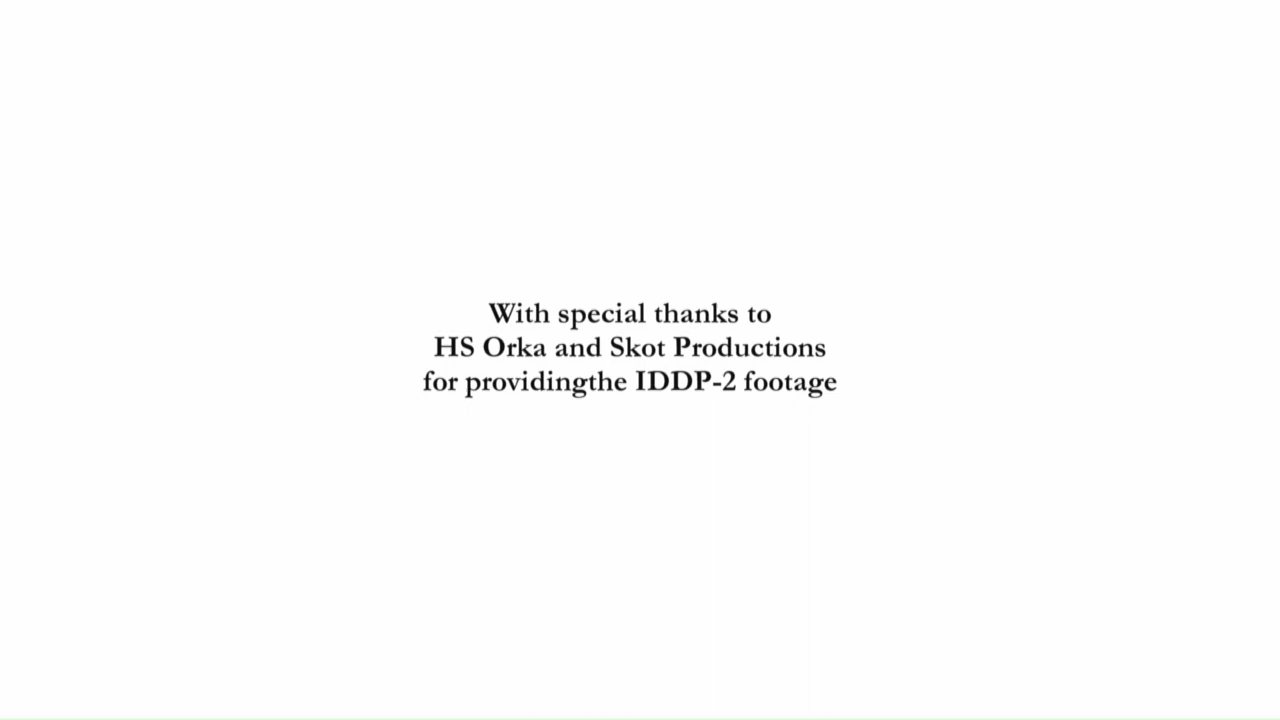 With special thanks to
HS Orka and Skot Productions
for providingthe IDDP-2 footage